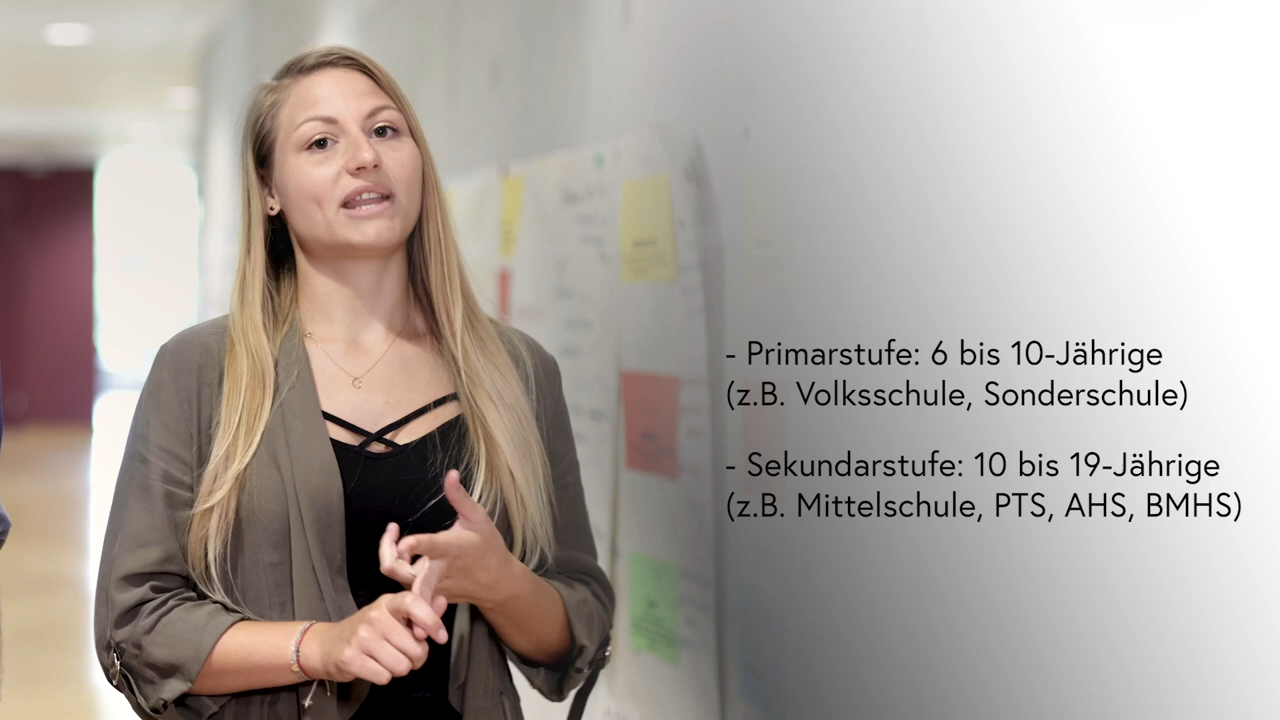 - Primarstufe: 6 bis 10-Jährige
(z.B. Volksschule, Sonderschule)
- Sekundarstufe: 10 bis 19-Jährige
(z.B. Mittelschule, PTS, AHS, BMHS)